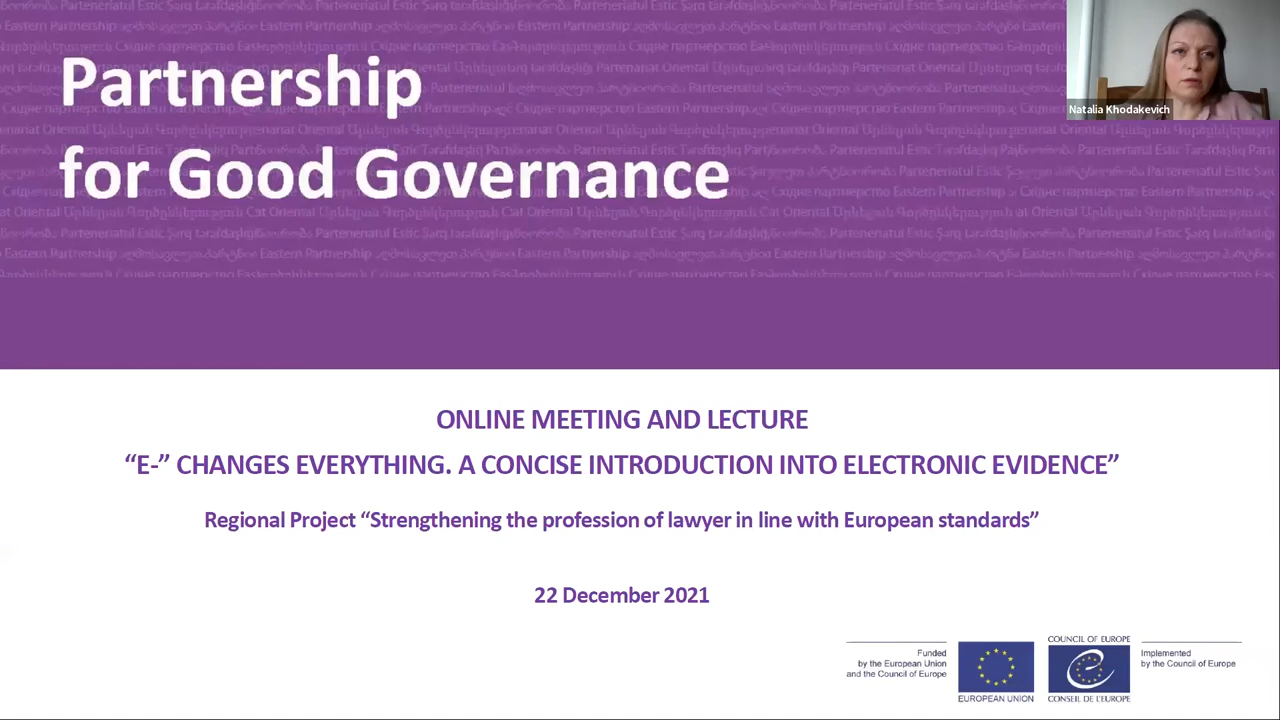 Partnership
for Good Governance
Natalia Khodakevich
ONLINE MEETING AND LECTURE
“E-” CHANGES EVERYTHING. A CONCISE INTRODUCTION INTO ELECTRONIC EVIDENCE”
Regional Project “Strengthening the profession of lawyer in line with European standards”
22 December 2021
Funded
by the European Union
and the Council of Europe
EUROPEAN UNION
COUNCIL OF EUROPE
CONSEIL DE L'EUROPE
Implemented
by the Council of Europe